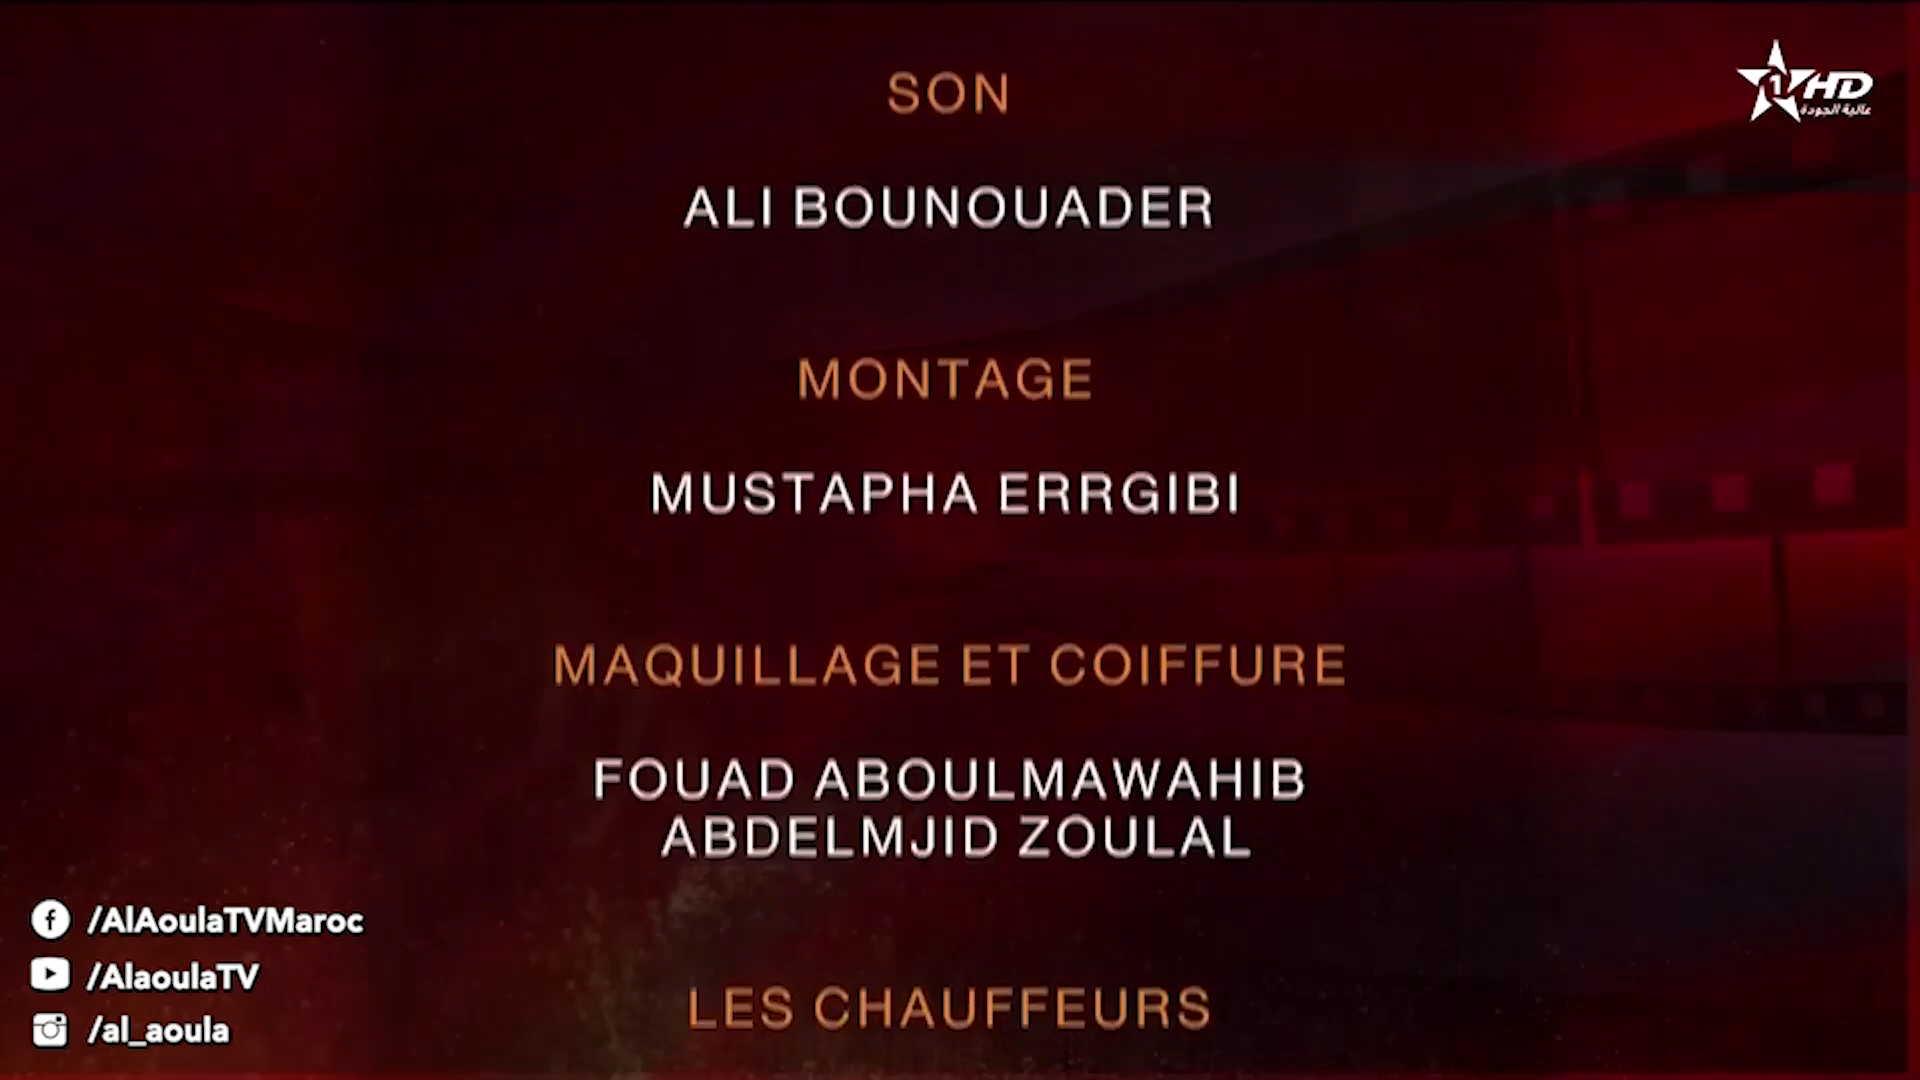 SON
1 HD
عالية الجودة
ALI BOUNOUADER
MONTAGE
MUSTAPHA ERRGIBI
MAQUILLAGE ET COIFFURE
FOUAD ABOULMAWAHIB
ABDELMJID ZOULAL
LES CHAUFFEURS
/AlAoulaTVMaroc
/AlaoulaTV
/al_aoula